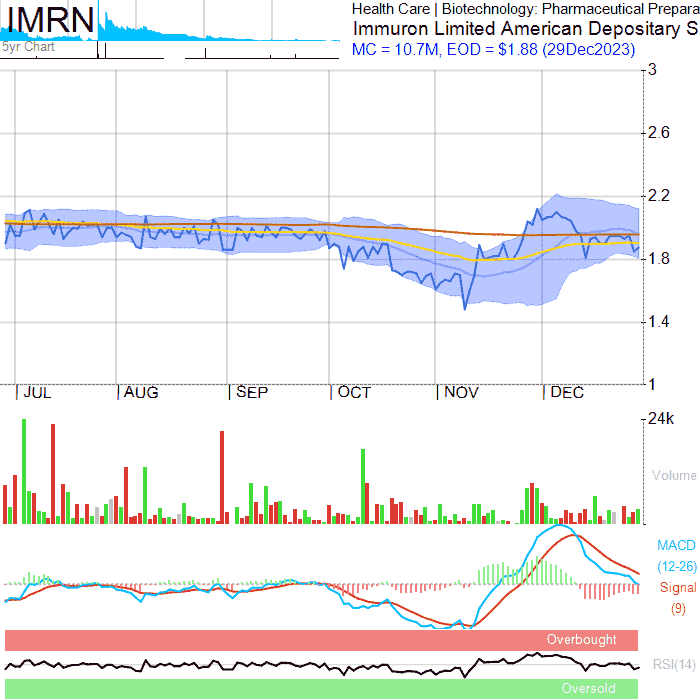 IMRN
5yr Chart
Health Care | Biotechnology: Pharmaceutical Prepara
Immuron Limited American Depositary S
MC = 10.7M, EOD = $1.88 (29Dec2023)
3
2.6
2.2
1.8
1.4
1
JUL AUG SEP OCT NOV DEC
24k
Volume
MACD
(12-26)
Signal
(9)
Overbought
RSI(14)
Oversold